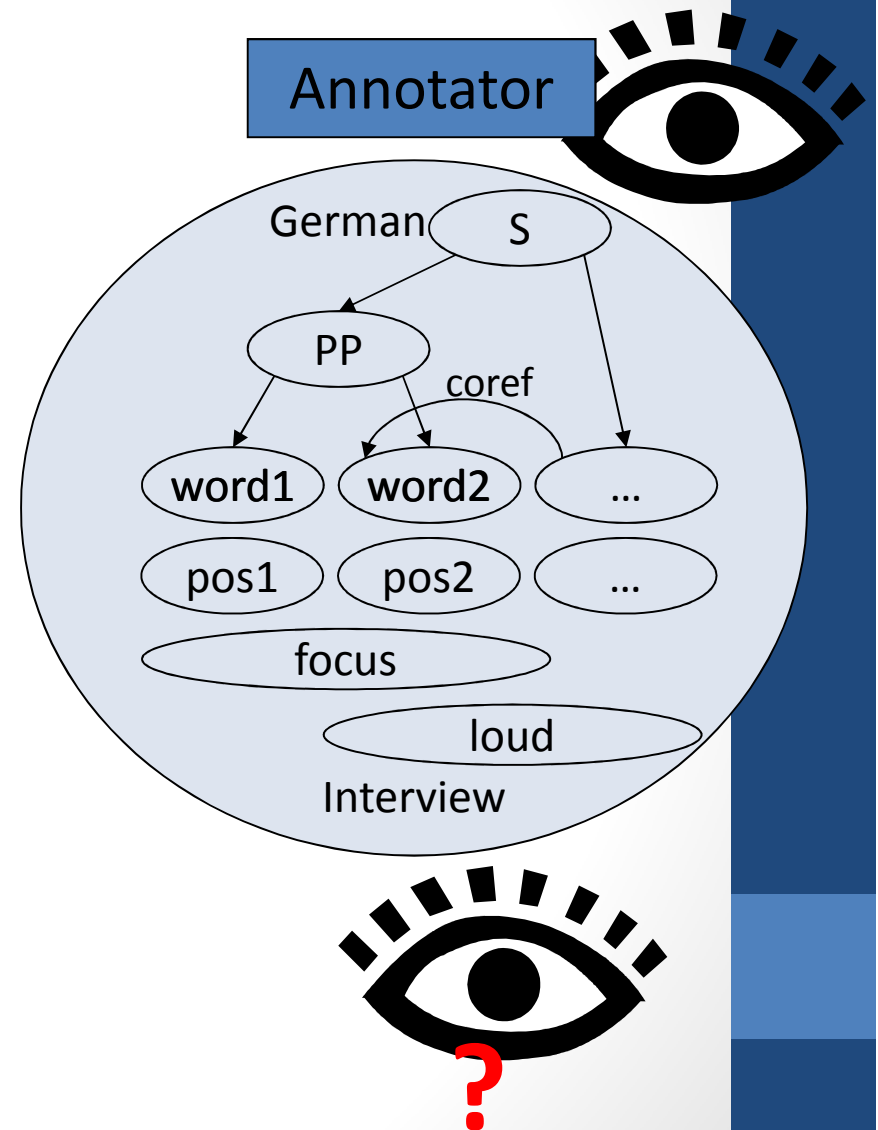 Annotator
German S
PP
coref
word1 word2 ...
pos1 pos2 ...
focus
loud
Interview
?